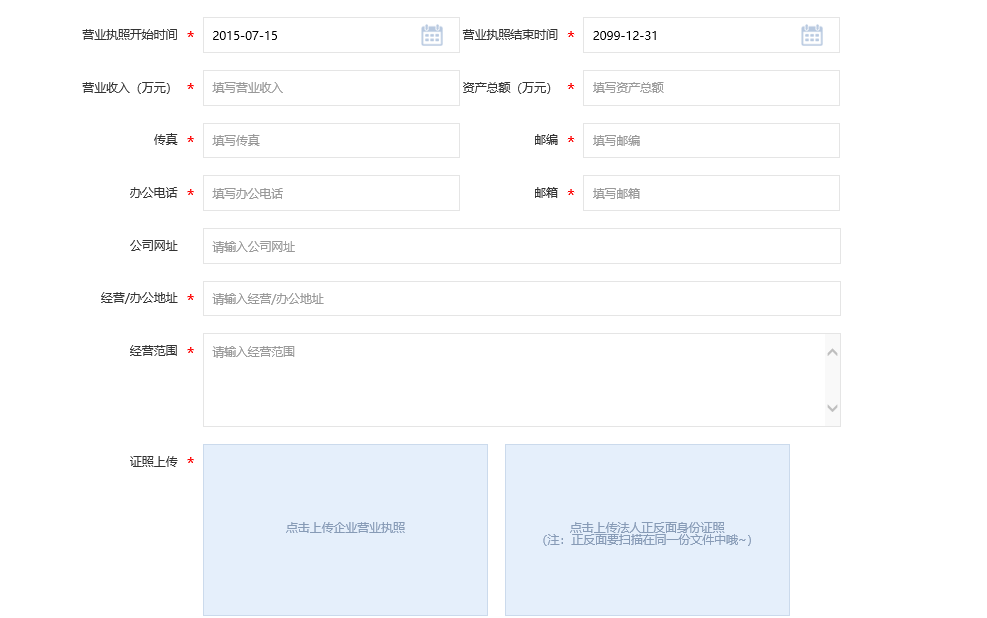 营业执照开始时间 * 2015-07-15 营业执照结束时间 * 2099-12-31
营业收入（万元） * 填写营业收入 资产总额（万元） * 填写资产总额
传真 * 填写传真 邮编 * 填写邮编
办公电话 * 填写办公电话 邮箱 * 填写邮箱
公司网址 请输入公司网址
经营/办公地址 * 请输入经营/办公地址
经营范围 * 请输入经营范围
证照上传 *
点击上传企业营业执照
点击上传法人正反面身份证照
(注：正反面要扫描在同一份文件中哦~)